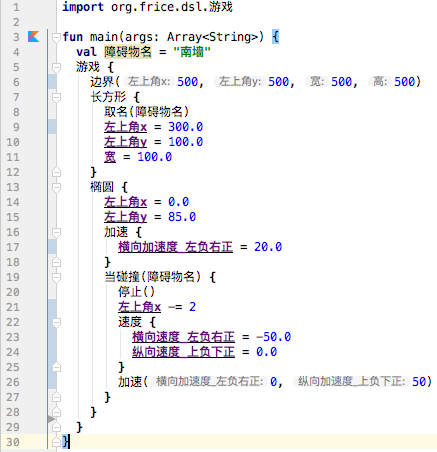 1 import org.frice.dsl.游戏
2
3 fun main(args: Array<String>) {
4 val 障碍物名 = "南墙"
5 游戏 {
6 边界( 左上角x: 500, 左上角y: 500, 宽: 500, 高: 500)
7 长方形 {
8 取名(障碍物名)
9 左上角x = 300.0
10 左上角y = 100.0
11 宽 = 100.0
12 }
13 椭圆 {
14 左上角x = 0.0
15 左上角y = 85.0
16 加速 {
17 横向加速度_左负右正 = 20.0
18 }
19 当碰撞(障碍物名) {
20 停止()
21 左上角x -= 2
22 速度 {
23 横向速度_左负右正 = -50.0
24 纵向速度_上负下正 = 0.0
25 }
26 加速( 横向加速度_左负右正: 0, 纵向加速度_上负下正: 50)
27 }
28 }
29 }
30 }